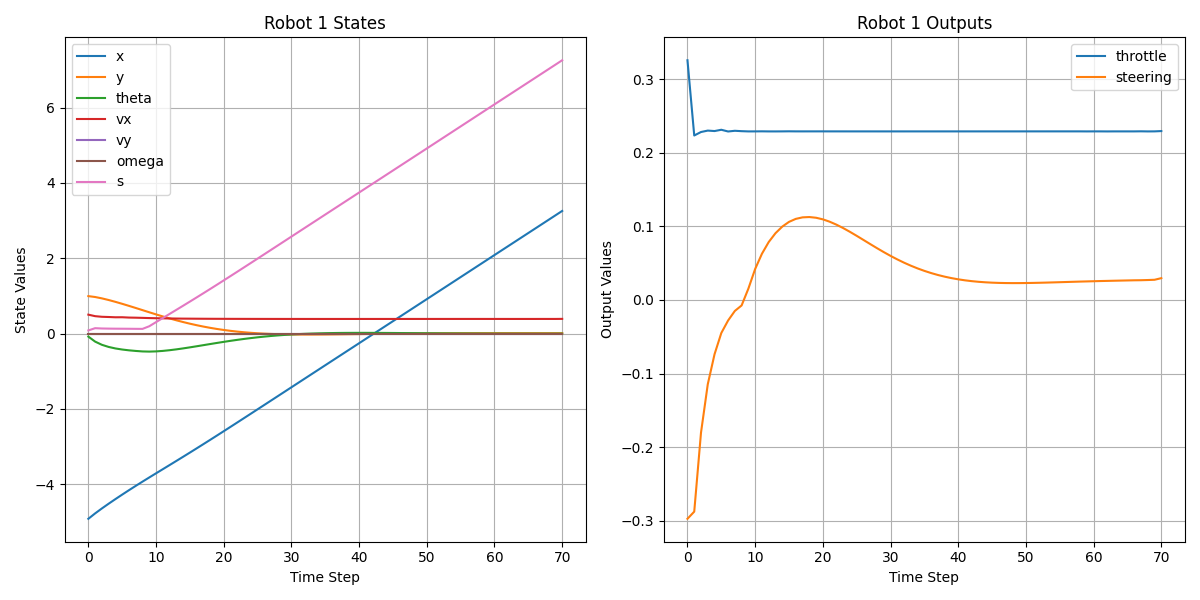 Robot 1 States
State Values
6
4
2
0
−2
−4
x
y
theta
vx
vy
omega
s
0 10 20 30 40 50 60 70
Time Step
Robot 1 Outputs
Output Values
0.3
0.2
0.1
0.0
−0.1
−0.2
−0.3
throttle
steering
0 10 20 30 40 50 60 70
Time Step